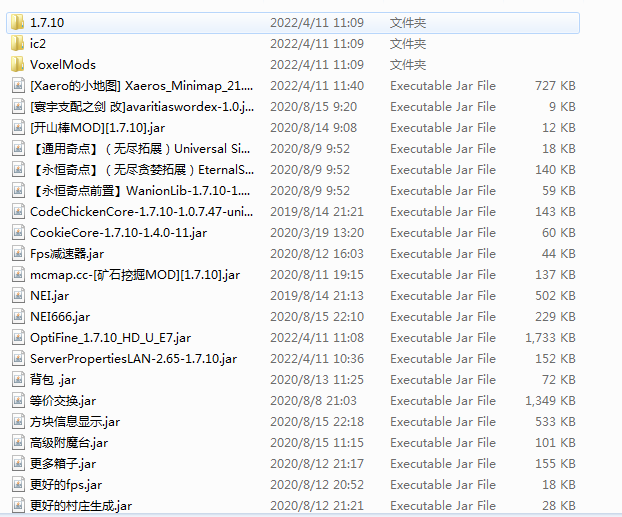 1.7.10 2022/4/11 11:09 文件夹
ic2 2022/4/11 11:09 文件夹
VoxelMods 2022/4/11 11:09 文件夹
[Xaero的小地图] Xaeros_Minimap_21.... 2022/4/11 11:40 Executable Jar File 727 KB
[寰宇支配之剑 改]avaritiaswordex-1.0.j... 2020/8/15 9:20 Executable Jar File 9 KB
[开山棒MOD][1.7.10].jar 2020/8/14 9:08 Executable Jar File 12 KB
【通用奇点】（无尽拓展）Universal Si... 2020/8/9 9:52 Executable Jar File 18 KB
【永恒奇点】（无尽贪婪拓展）EternalS... 2020/8/9 9:52 Executable Jar File 140 KB
【永恒奇点前置】WanionLib-1.7.10-1.... 2020/8/9 9:52 Executable Jar File 59 KB
CodeChickenCore-1.7.10-1.0.7.47-uni... 2019/8/14 21:21 Executable Jar File 143 KB
CookieCore-1.7.10-1.4.0-11.jar 2020/3/19 13:20 Executable Jar File 60 KB
Fps减速器.jar 2020/8/12 16:03 Executable Jar File 44 KB
mcmap.cc-[矿石挖掘MOD][1.7.10].jar 2020/8/11 19:15 Executable Jar File 137 KB
NEI.jar 2019/8/14 21:13 Executable Jar File 502 KB
NEI666.jar 2020/8/15 22:10 Executable Jar File 229 KB
OptiFine_1.7.10_HD_U_E7.jar 2022/4/11 11:08 Executable Jar File 1,733 KB
ServerPropertiesLAN-2.65-1.7.10.jar 2022/4/11 10:36 Executable Jar File 152 KB
背包 .jar 2020/8/13 11:25 Executable Jar File 72 KB
等价交换.jar 2020/8/8 21:03 Executable Jar File 1,349 KB
方块信息显示.jar 2020/8/15 22:18 Executable Jar File 533 KB
高级附魔台.jar 2020/8/15 11:15 Executable Jar File 101 KB
更多箱子.jar 2020/8/12 21:17 Executable Jar File 155 KB
更好的fps.jar 2020/8/12 20:52 Executable Jar File 18 KB
更好的村庄生成.jar 2020/8/12 21:21 Executable Jar File 28 KB